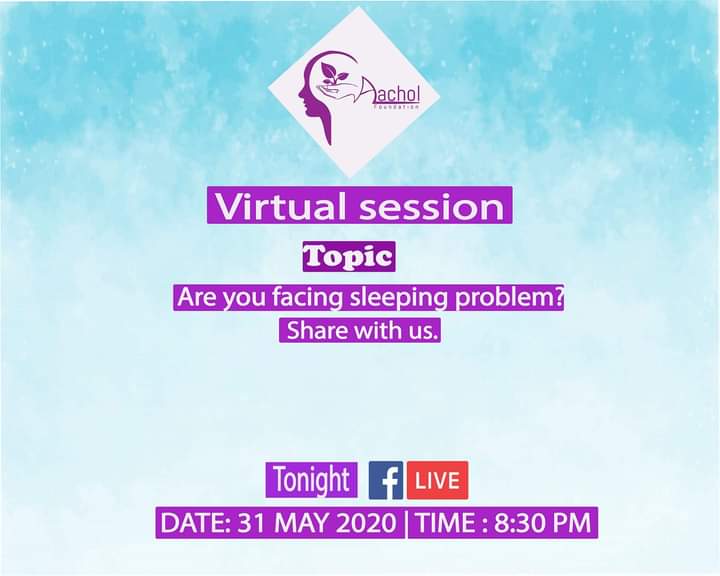 Aachol
Foundation
Virtual session
Topic
Are you facing sleeping problem?
Share with us.
Tonight f LIVE
DATE: 31 MAY 2020 | TIME : 8:30 PM